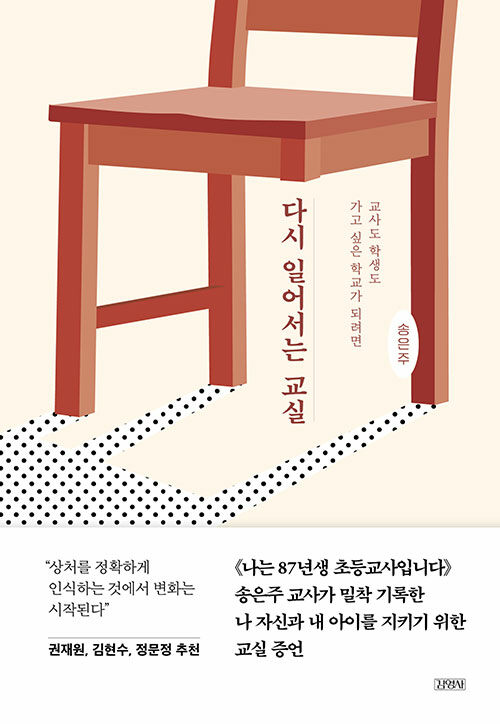 다시 일어서는 교실
교사도 학생도
가고 싶은 학교가 되려면
송은주
“상처를 정확하게
인식하는 것에서 변화는
시작된다”
권재원, 김현수, 정문정 추천
《나는 87년생 초등교사입니다》
송은주 교사가 밀착 기록한
나 자신과 내 아이를 지키기 위한
교실 증언
김영사